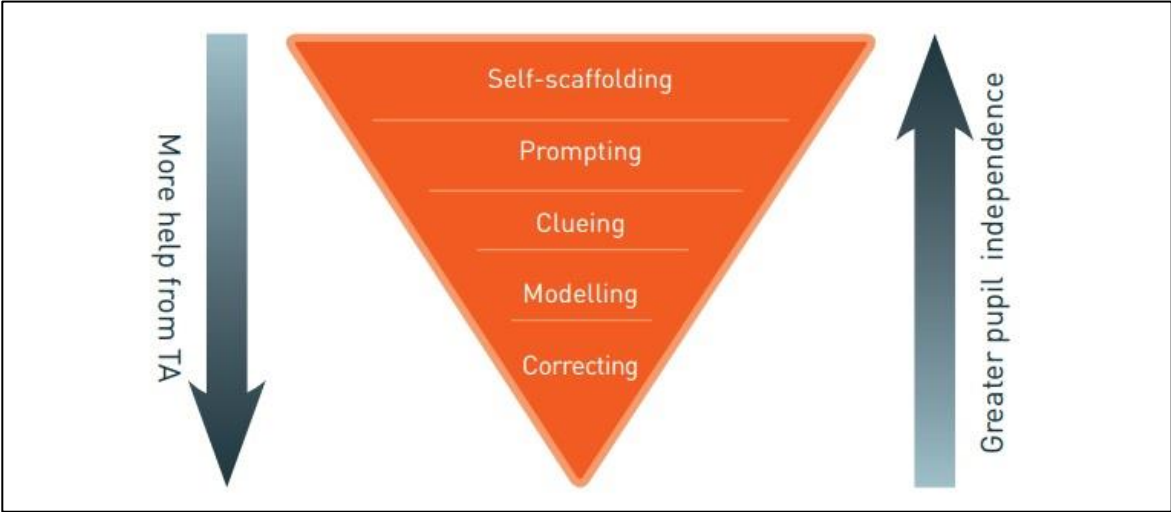 More help from TA
Self-scaffolding
Prompting
Clueing
Modelling
Correcting
Greater pupil independence